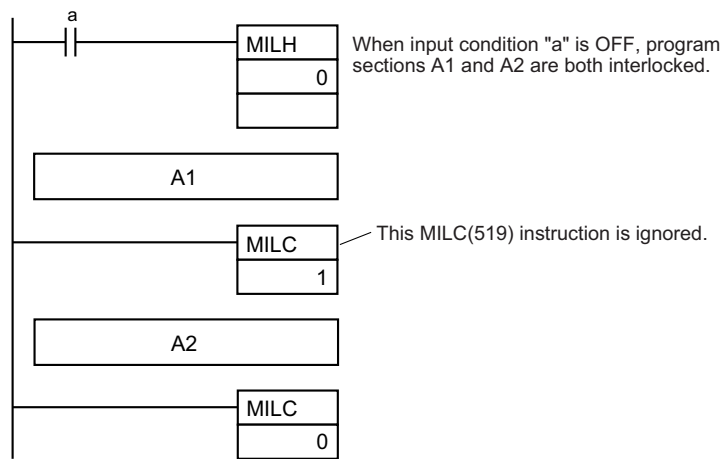 a
MILH
0
When input condition "a" is OFF, program
sections A1 and A2 are both interlocked.
A1
MILC
1
This MILC(519) instruction is ignored.
A2
MILC
0